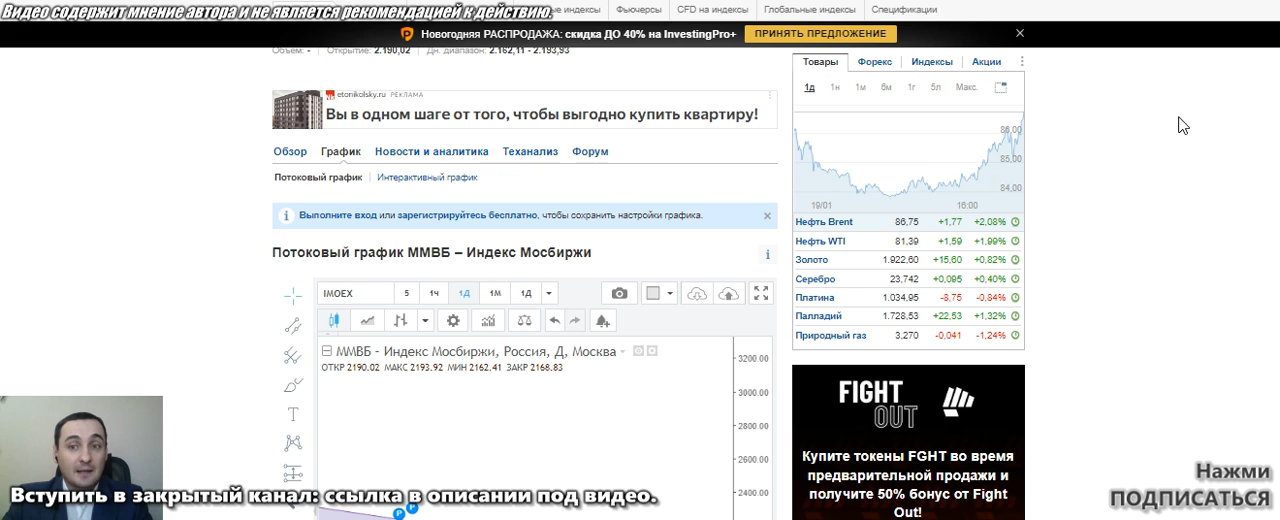 Видео содержит мнение автора и не является рекомендацией к действию.
индексы
Фьючерсы
CFD на индексы
Глобальные индексы
Спецификации
Новогодняя РАСПРОДАЖА: скидка ДО 40% на InvestingPro+
ПРИНЯТЬ ПРЕДЛОЖЕНИЕ
Объём: - Открытие: 2.190,02 Дн. диапазон: 2.162,11 - 2.193,93
etonikolsky.ru РЕКЛАМА
Вы в одном шаге от того, чтобы выгодно купить квартиру!
Обзор График Новости и аналитика Теханализ Форум
Потоковый график Интерактивный график
Выполните вход или зарегистрируйтесь бесплатно, чтобы сохранить настройки графика.
Потоковый график ММВБ – Индекс Мосбиржи
IMOEX 5 1ч 1Д 1М 1Д
ММВБ - Индекс Мосбиржи, Россия, Д, Москва
ОТКР 2190.02 МАКС 2193.92 МИН 2162.41 ЗАКР 2168.83
3200.00
3000.00
2800.00
2600.00
2400.00
Товары Форекс Индексы Акции
1д 1н 1м 6м 1г 5л Макс.
86,00
85,00
84,00
19/01 16:00
Нефть Brent 86,75 +1,77 +2,08%
Нефть WTI 81,39 +1,59 +1,99%
Золото 1.922,60 +15,60 +0,82%
Серебро 23,742 +0,095 +0,40%
Платина 1.034,95 -8,75 -0,84%
Палладий 1.728,53 +22,53 +1,32%
Природный газ 3,270 -0,041 -1,24%
FIGHT
OUT
Купите токены FGHT во время
предварительной продажи и
получите 50% бонус от Fight
Out!
Вступить в закрытый канал: ссылка в описании под видео.
Нажми
ПОДПИСАТЬСЯ